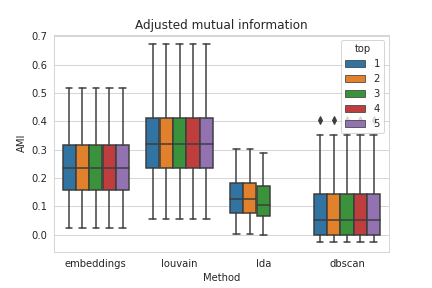 Adjusted mutual information
0.7
0.6
0.5
0.4
0.3
0.2
0.1
0.0
AMI
top
1
2
3
4
5
embeddings louvain lda dbscan
Method